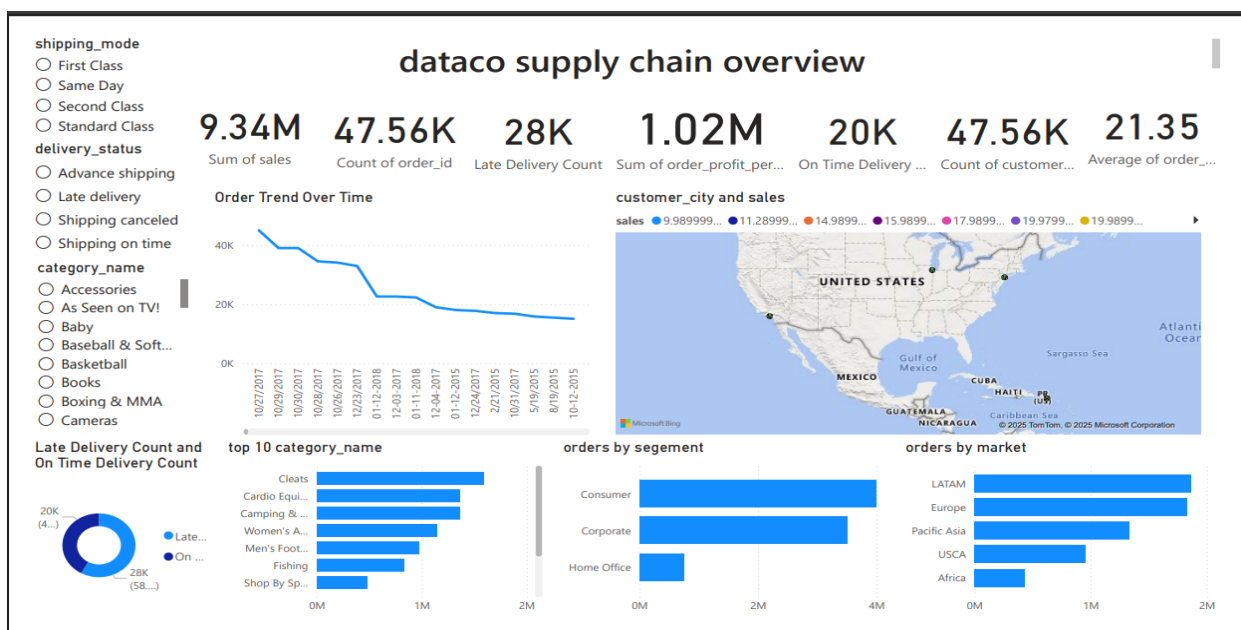 shipping_mode
First Class
Same Day
Second Class
Standard Class
delivery_status
Advance shipping
Late delivery
Shipping canceled
Shipping on time
category_name
Accessories
As Seen on TV!
Baby
Baseball & Soft...
Basketball
Books
Boxing & MMA
Cameras
dataco supply chain overview
9.34M
Sum of sales
47.56K
Count of order_id
28K
Late Delivery Count
1.02M
Sum of order_profit_per...
20K
On Time Delivery ...
47.56K
Count of customer...
21.35
Average of order_...
Order Trend Over Time
40K
20K
0K
10/27/2017
10/29/2017
10/30/2017
10/28/2017
10/26/2017
12/23/2017
01-12-2018
12-03-2017
01-11-2018
12-04-2017
01-12-2015
12/24/2017
2/21/2015
10/31/2017
5/19/2015
8/19/2015
10-12-2015
customer_city and sales
sales 9.989999... 11.28999... 14.9899... 15.9899... 17.9899... 19.9799... 19.9899...
UNITED STATES
Atlanti
Ocean
Sargasso Sea
Gulf of
Mexico
MEXICO
CUBA
HAITI
PR
(US)
GUATEMALA
Caribbean Sea
NICARAGUA
Microsoft Bing
© 2025 TomTom, © 2025 Microsoft Corporation
Late Delivery Count and
On Time Delivery Count
20K
(4...)
28K
(58....)
Late...
On ...
top 10 category_name
Cleats
Cardio Equi...
Camping & ...
Women's A...
Men's Foot...
Fishing
Shop By Sp...
0M
1M
2M
orders by segement
Consumer
Corporate
Home Office
0M
2M
4M
orders by market
LATAM
Europe
Pacific Asia
USCA
Africa
0M
1M
2M